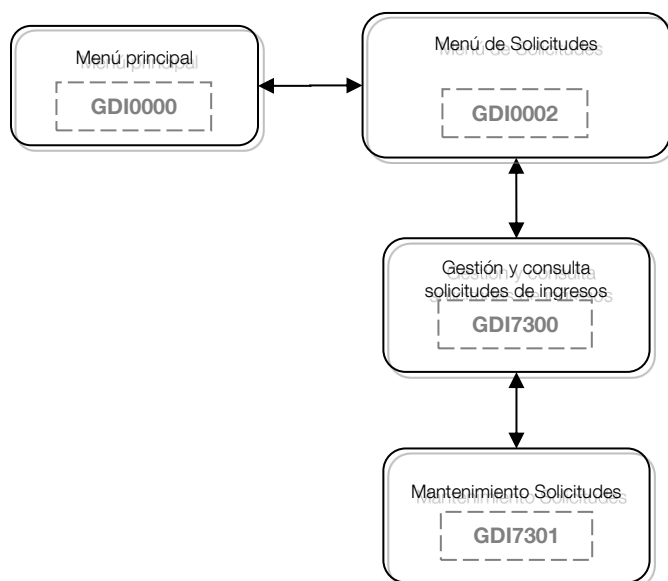 Menú principal
GDI0000
Menú de Solicitudes
GDI0002
Gestión y consulta
solicitudes de ingresos
GDI7300
Mantenimiento Solicitudes
GDI7301